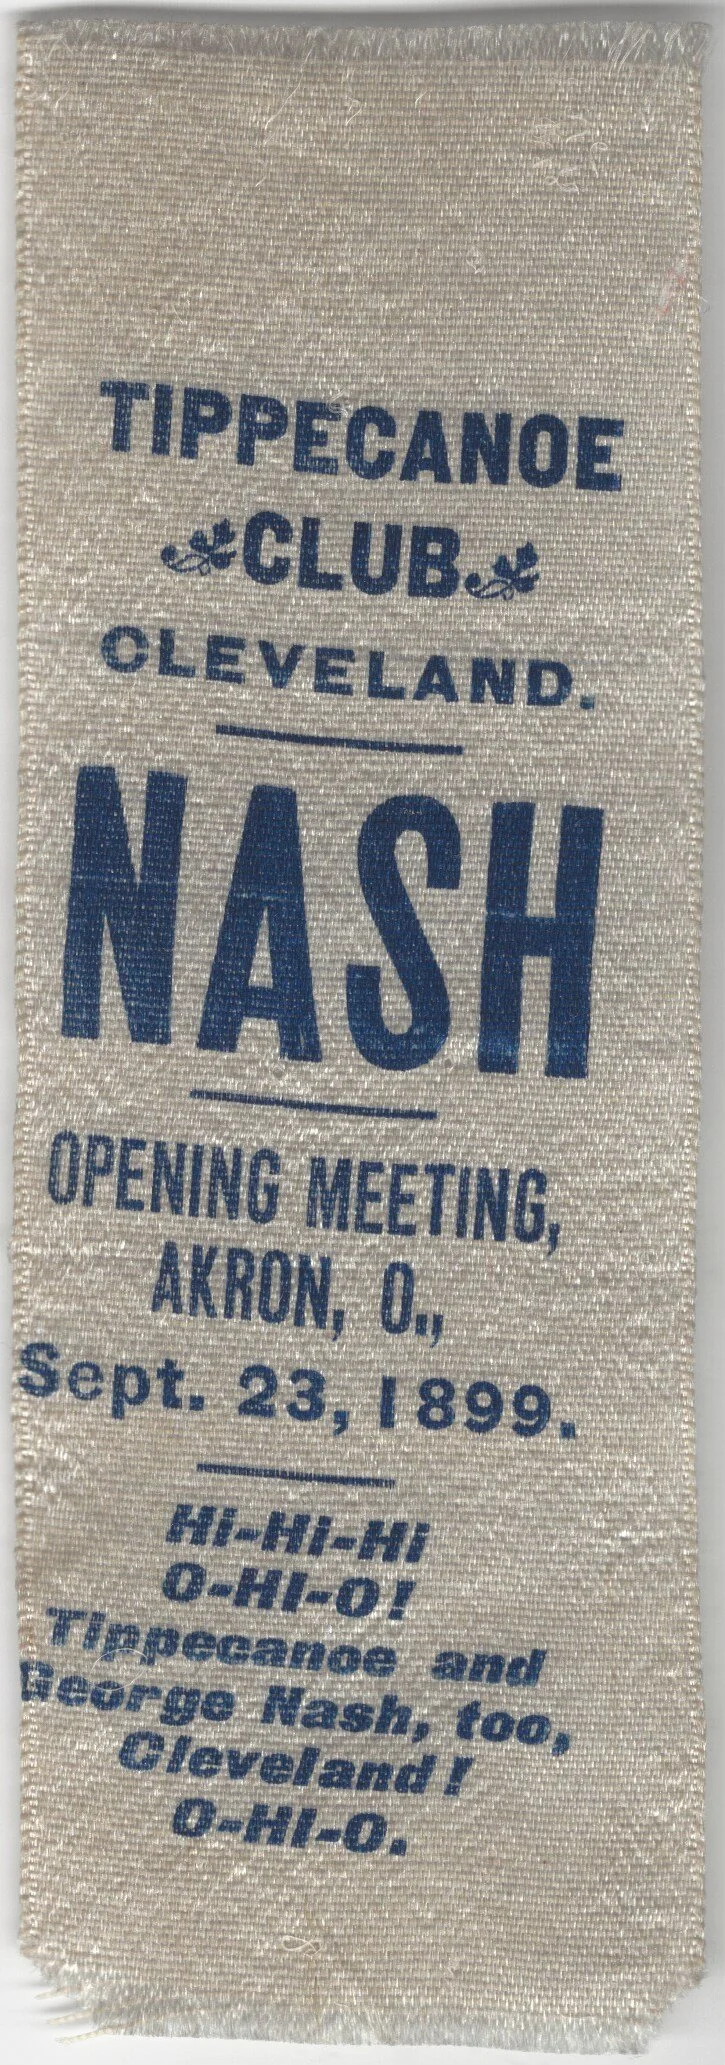 TIPPECANOE
CLUB.
CLEVELAND.
NASH
OPENING MEETING,
AKRON, O.,
Sept. 23, 1899.
Hi-Hi-Hi
O-HI-O!
Tippecanoe and
George Nash, too,
Cleveland!
O-HI-O.